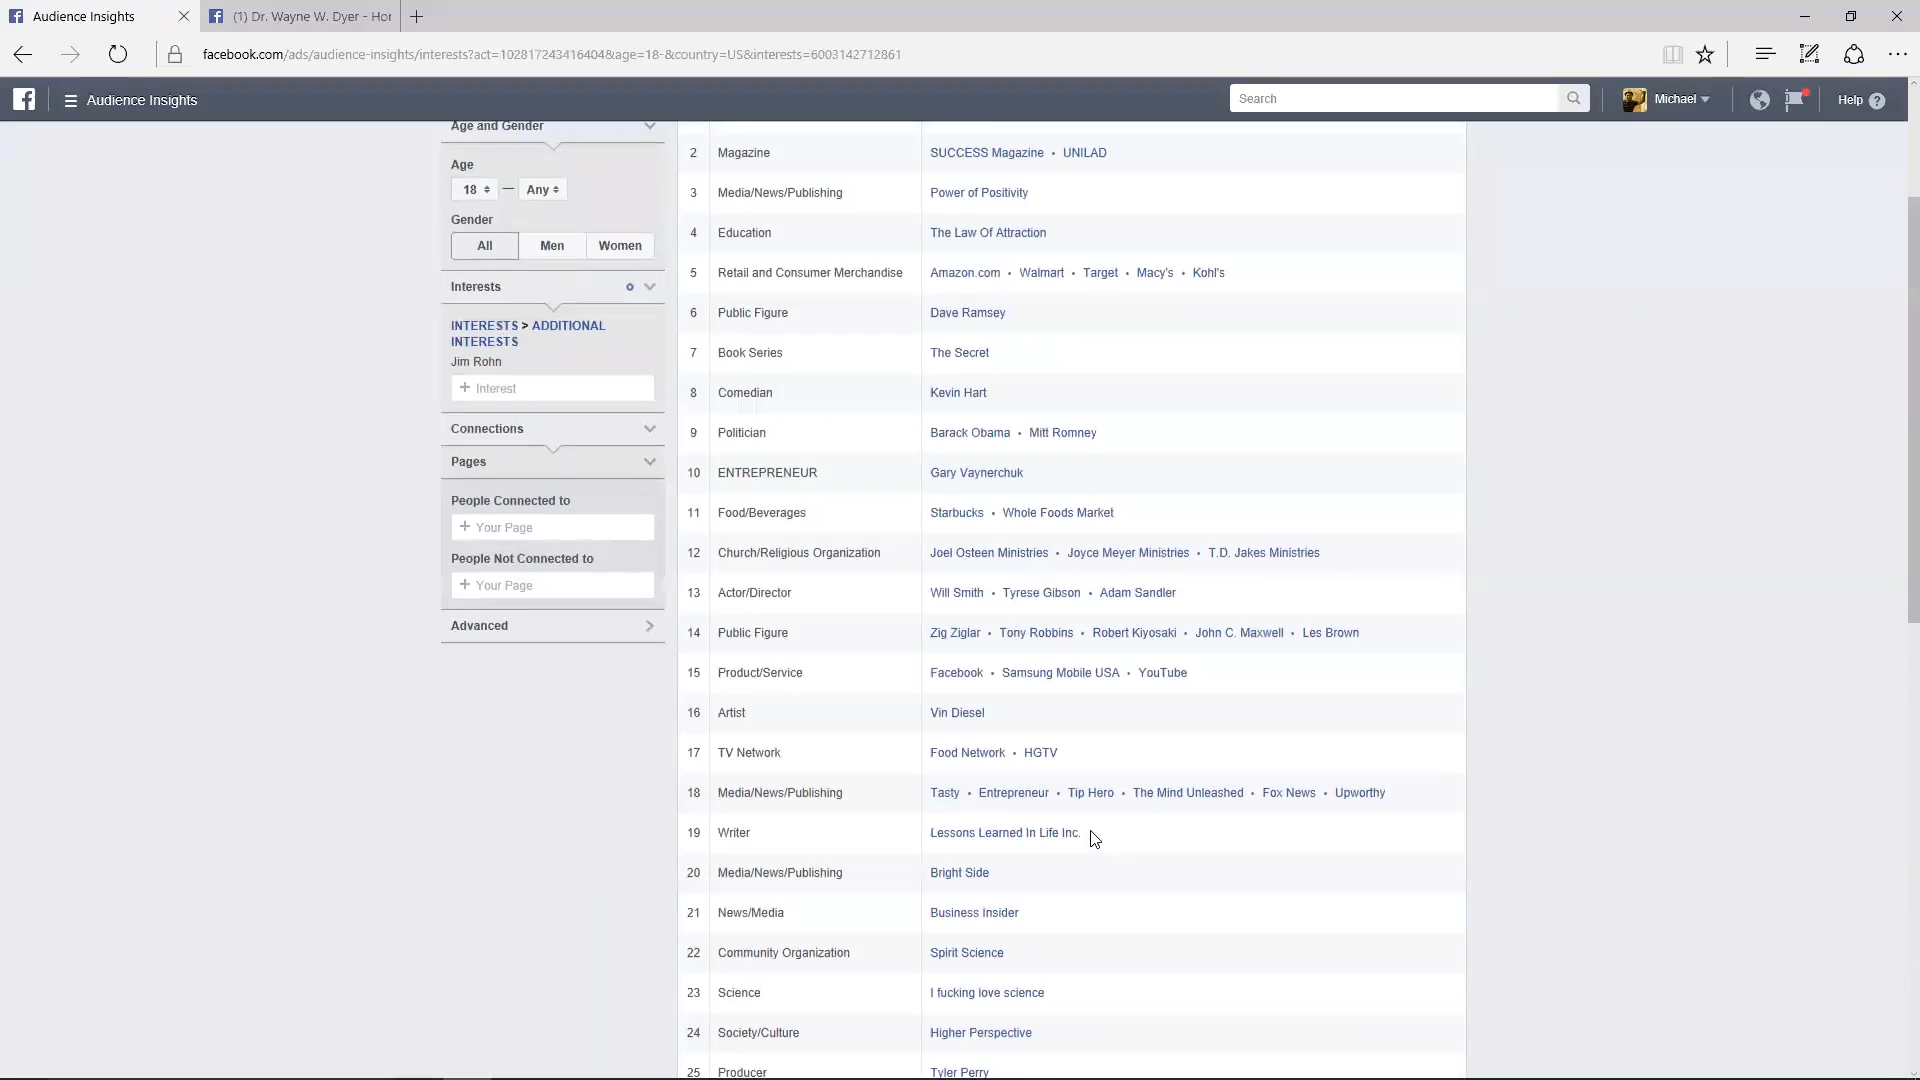 Audience Insights
(1) Dr. Wayne W. Dyer - Hor
facebook.com/ads/audience-insights/interests?act=102817243416404&age=18-&country=US&interests=6003142712861
Audience Insights
Search
Michael
Help ?
Age and Gender
Age
18 — Any
Gender
All Men Women
Interests
INTERESTS > ADDITIONAL
INTERESTS
Jim Rohn
+ Interest
Connections
Pages
People Connected to
+ Your Page
People Not Connected to
+ Your Page
Advanced
2 Magazine SUCCESS Magazine • UNILAD
3 Media/News/Publishing Power of Positivity
4 Education The Law Of Attraction
5 Retail and Consumer Merchandise Amazon.com • Walmart • Target • Macy's • Kohl's
6 Public Figure Dave Ramsey
7 Book Series The Secret
8 Comedian Kevin Hart
9 Politician Barack Obama • Mitt Romney
10 ENTREPRENEUR Gary Vaynerchuk
11 Food/Beverages Starbucks • Whole Foods Market
12 Church/Religious Organization Joel Osteen Ministries • Joyce Meyer Ministries • T.D. Jakes Ministries
13 Actor/Director Will Smith • Tyrese Gibson • Adam Sandler
14 Public Figure Zig Ziglar • Tony Robbins • Robert Kiyosaki • John C. Maxwell • Les Brown
15 Product/Service Facebook • Samsung Mobile USA • YouTube
16 Artist Vin Diesel
17 TV Network Food Network • HGTV
18 Media/News/Publishing Tasty • Entrepreneur • Tip Hero • The Mind Unleashed • Fox News • Upworthy
19 Writer Lessons Learned In Life Inc.
20 Media/News/Publishing Bright Side
21 News/Media Business Insider
22 Community Organization Spirit Science
23 Science I fucking love science
24 Society/Culture Higher Perspective
25 Producer Tyler Perry